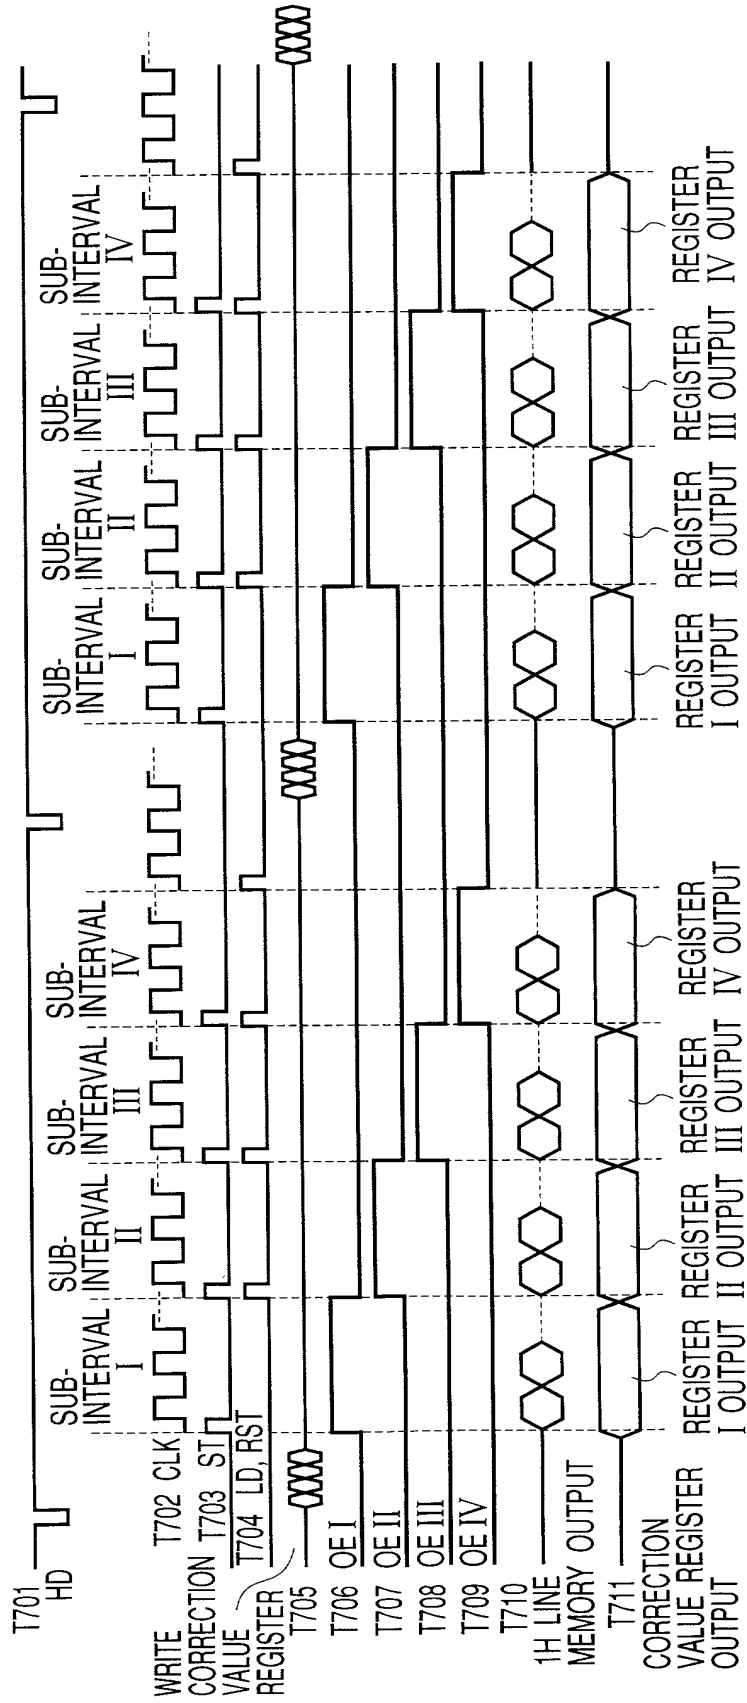 T701
HD
SUB-
INTERVAL
I
SUB-
INTERVAL
II
SUB-
INTERVAL
III
SUB-
INTERVAL
IV
SUB-
INTERVAL
I
SUB-
INTERVAL
II
SUB-
INTERVAL
III
SUB-
INTERVAL
IV
T702 CLK
T703 ST
T704 LD, RST
WRITE
CORRECTION
VALUE
REGISTER
T705
T706 OE I
T707 OE II
T708 OE III
T709 OE IV
T710
1H LINE
MEMORY OUTPUT
T711
CORRECTION
VALUE REGISTER
OUTPUT
REGISTER
I OUTPUT
REGISTER
II OUTPUT
REGISTER
III OUTPUT
REGISTER
IV OUTPUT
REGISTER
I OUTPUT
REGISTER
II OUTPUT
REGISTER
III OUTPUT
REGISTER
IV OUTPUT